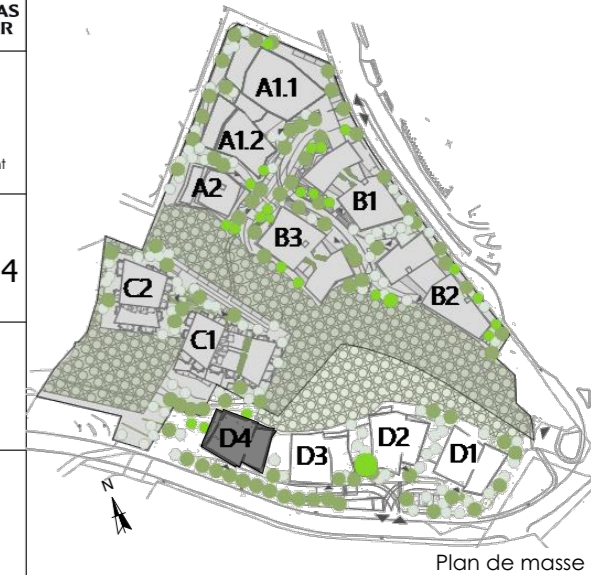 AS
R
nt
4
A1.1
A1.2
A2
B1
B3
B2
C2
C1
D4
D3
D2
D1
N
Plan de masse